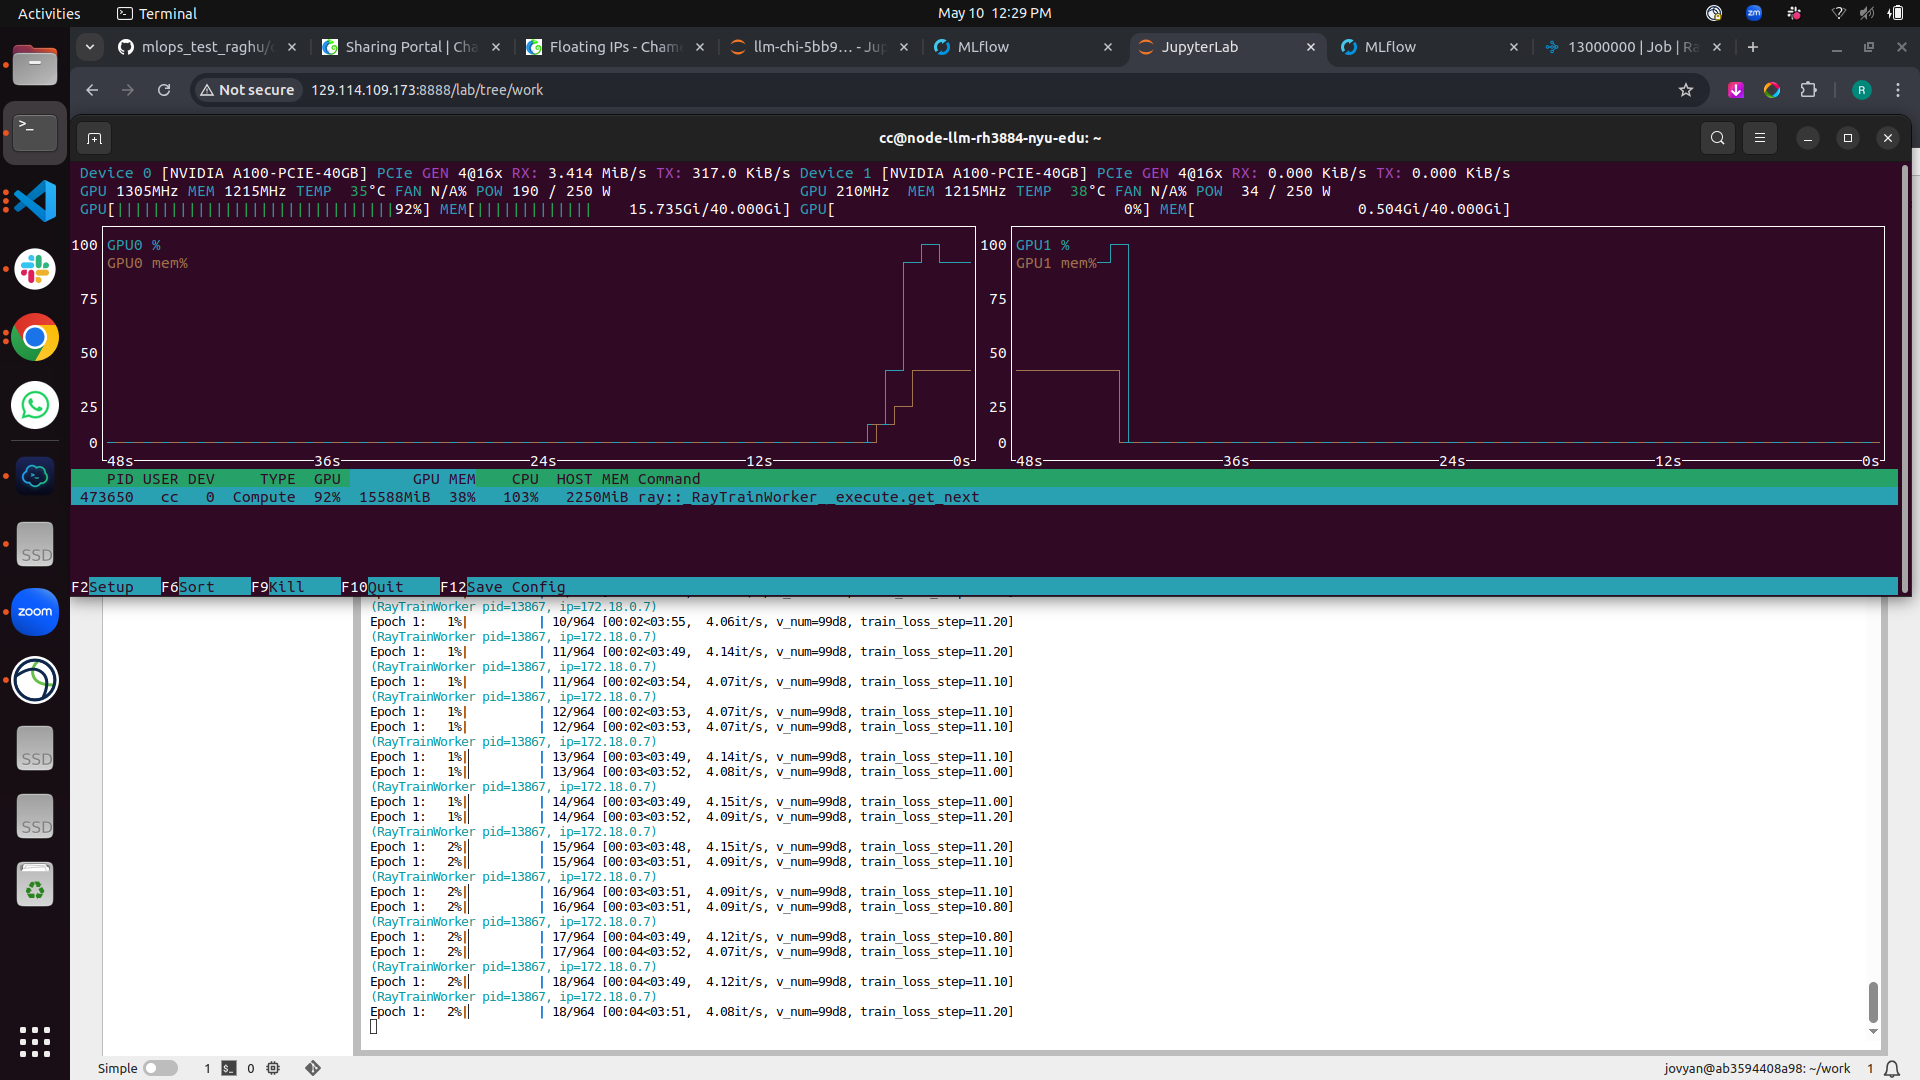 Activities
Terminal
May 10 12:29 PM
mlops_test_raghu/
Sharing Portal | Cha
Floating IPs - Cham
llm-chi-5bb9... - Jup
MLflow
JupyterLab
MLflow
13000000 | Job | Ra
Not secure
129.114.109.173:8888/lab/tree/work
R
cc@node-llm-rh3884-nyu-edu: ~
Device 0 [NVIDIA A100-PCIE-40GB] PCIe GEN 4@16x RX: 3.414 MiB/s TX: 317.0 KiB/s Device 1 [NVIDIA A100-PCIE-40GB] PCIe GEN 4@16x RX: 0.000 KiB/s TX: 0.000 KiB/s
GPU 1305MHz MEM 1215MHz TEMP 35°C FAN N/A% POW 190 / 250 W GPU 210MHz MEM 1215MHz TEMP 38°C FAN N/A% POW 34 / 250 W
GPU[|||||||||||||||||||||||||||||||92%] MEM[||||||||||||| 15.735Gi/40.000Gi] GPU[ 0%] MEM[ 0.504Gi/40.000Gi]
100 GPU0 %
GPU0 mem%
75
50
25
0
48s 36s 24s 12s 0s
100 GPU1 %
GPU1 mem%
75
50
25
0
48s 36s 24s 12s 0s
PID USER DEV TYPE GPU GPU MEM CPU HOST MEM Command
473650 cc 0 Compute 92% 15588MiB 38% 103% 2250MiB ray::_RayTrainWorker__execute.get_next
F2Setup F6Sort F9Kill F10Quit F12Save Config
(RayTrainWorker pid=13867, ip=172.18.0.7)
Epoch 1: 1%| | 10/964 [00:02<03:55, 4.06it/s, v_num=99d8, train_loss_step=11.20]
(RayTrainWorker pid=13867, ip=172.18.0.7)
Epoch 1: 1%| | 11/964 [00:02<03:49, 4.14it/s, v_num=99d8, train_loss_step=11.20]
(RayTrainWorker pid=13867, ip=172.18.0.7)
Epoch 1: 1%| | 11/964 [00:02<03:54, 4.07it/s, v_num=99d8, train_loss_step=11.10]
(RayTrainWorker pid=13867, ip=172.18.0.7)
Epoch 1: 1%| | 12/964 [00:02<03:53, 4.07it/s, v_num=99d8, train_loss_step=11.10]
Epoch 1: 1%| | 12/964 [00:02<03:53, 4.07it/s, v_num=99d8, train_loss_step=11.10]
(RayTrainWorker pid=13867, ip=172.18.0.7)
Epoch 1: 1%| | 13/964 [00:03<03:49, 4.14it/s, v_num=99d8, train_loss_step=11.10]
Epoch 1: 1%| | 13/964 [00:03<03:52, 4.08it/s, v_num=99d8, train_loss_step=11.00]
(RayTrainWorker pid=13867, ip=172.18.0.7)
Epoch 1: 1%| | 14/964 [00:03<03:49, 4.15it/s, v_num=99d8, train_loss_step=11.00]
Epoch 1: 1%| | 14/964 [00:03<03:52, 4.09it/s, v_num=99d8, train_loss_step=11.20]
(RayTrainWorker pid=13867, ip=172.18.0.7)
Epoch 1: 2%| | 15/964 [00:03<03:48, 4.15it/s, v_num=99d8, train_loss_step=11.20]
Epoch 1: 2%| | 15/964 [00:03<03:51, 4.09it/s, v_num=99d8, train_loss_step=11.10]
(RayTrainWorker pid=13867, ip=172.18.0.7)
Epoch 1: 2%| | 16/964 [00:03<03:51, 4.09it/s, v_num=99d8, train_loss_step=11.10]
Epoch 1: 2%| | 16/964 [00:03<03:51, 4.09it/s, v_num=99d8, train_loss_step=10.80]
(RayTrainWorker pid=13867, ip=172.18.0.7)
Epoch 1: 2%| | 17/964 [00:04<03:49, 4.12it/s, v_num=99d8, train_loss_step=10.80]
Epoch 1: 2%| | 17/964 [00:04<03:52, 4.07it/s, v_num=99d8, train_loss_step=11.10]
(RayTrainWorker pid=13867, ip=172.18.0.7)
Epoch 1: 2%| | 18/964 [00:04<03:49, 4.12it/s, v_num=99d8, train_loss_step=11.10]
(RayTrainWorker pid=13867, ip=172.18.0.7)
Epoch 1: 2%| | 18/964 [00:04<03:51, 4.08it/s, v_num=99d8, train_loss_step=11.20]
SSD
zoom
SSD
SSD
Simple
1
0
jovyan@ab3594408a98: ~/work
1